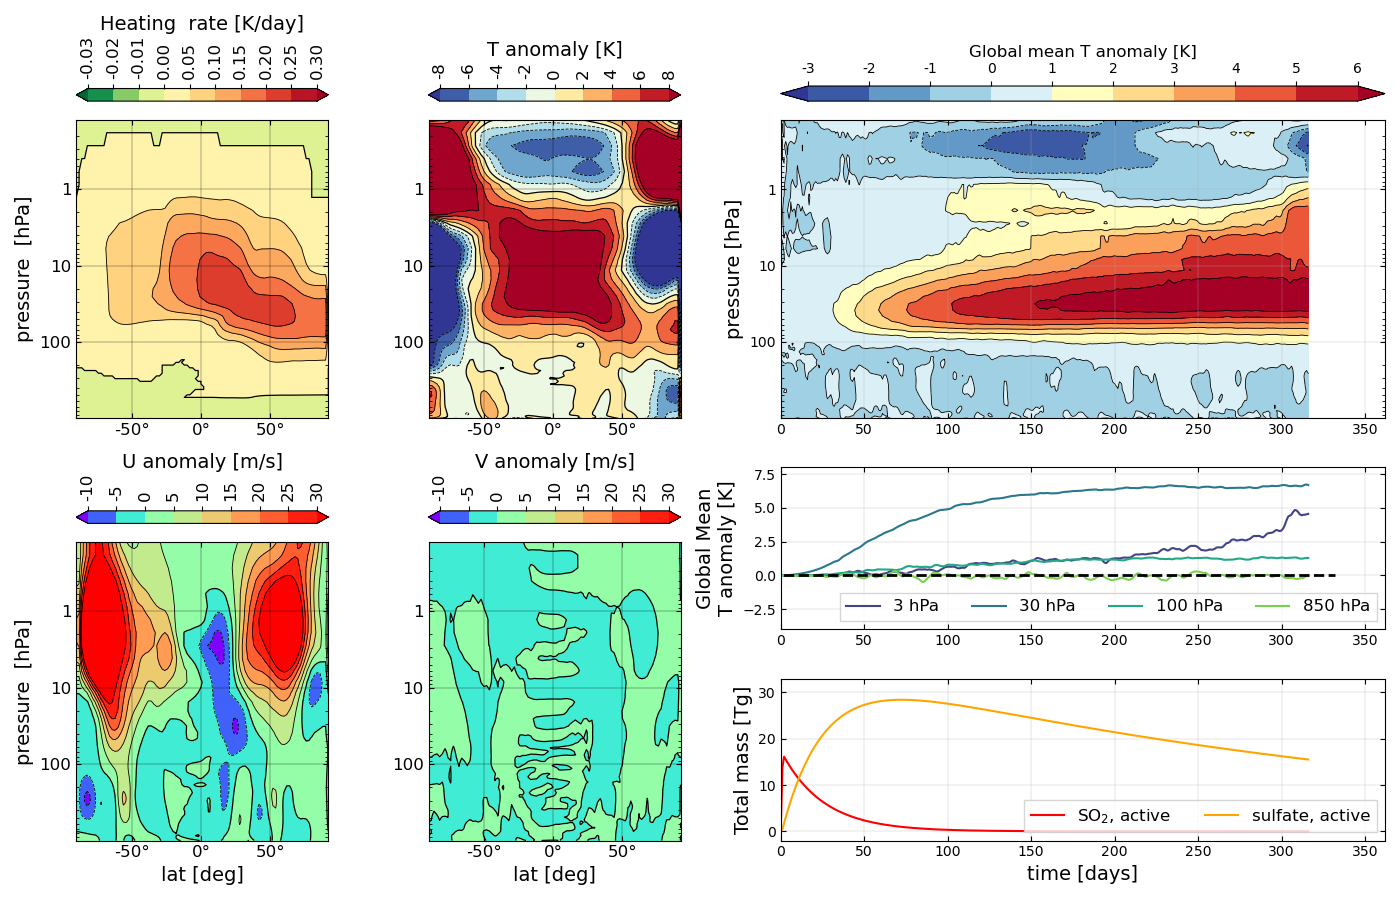 Heating  rate [K/day]
-0.03 -0.02 -0.01 0.00 0.05 0.10 0.15 0.20 0.25 0.30
pressure  [hPa]
1
10
100
-50° 0° 50°
T anomaly [K]
-8 -6 -4 -2 0 2 4 6 8
1
10
100
-50° 0° 50°
Global mean T anomaly [K]
-3 -2 -1 0 1 2 3 4 5 6
pressure [hPa]
1
10
100
0 50 100 150 200 250 300 350
U anomaly [m/s]
-10 -5 0 5 10 15 20 25 30
pressure  [hPa]
1
10
100
-50° 0° 50°
lat [deg]
V anomaly [m/s]
-10 -5 0 5 10 15 20 25 30
1
10
100
-50° 0° 50°
lat [deg]
Global Mean
T anomaly [K]
7.5
5.0
2.5
0.0
−2.5
3 hPa 30 hPa 100 hPa 850 hPa
Total mass [Tg]
30
20
10
0
SO₂, active sulfate, active
0 50 100 150 200 250 300 350
time [days]